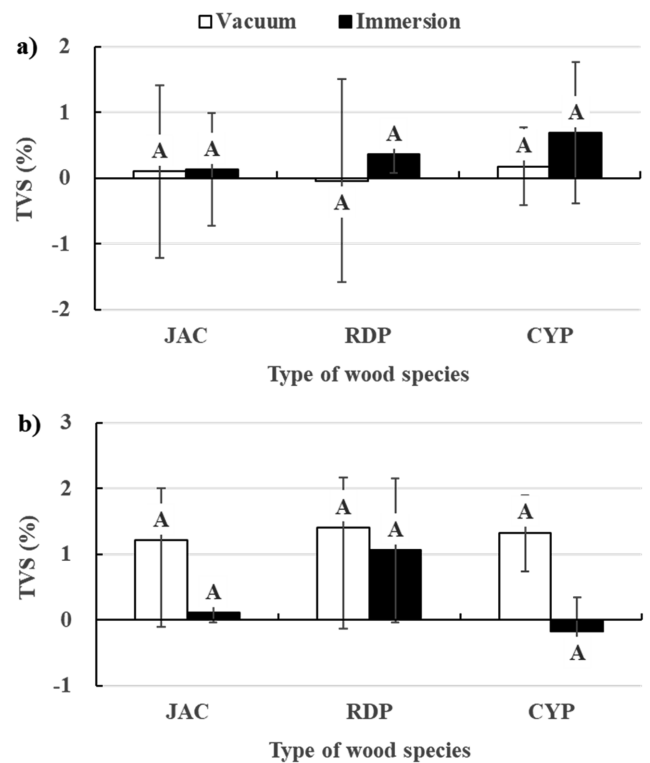 Vacuum Immersion
a)
2
1
0
-1
-2
TVS (%)
A A A A A A
JAC RDP CYP
Type of wood species
b)
3
2
1
0
-1
TVS (%)
A A A A A A
JAC RDP CYP
Type of wood species